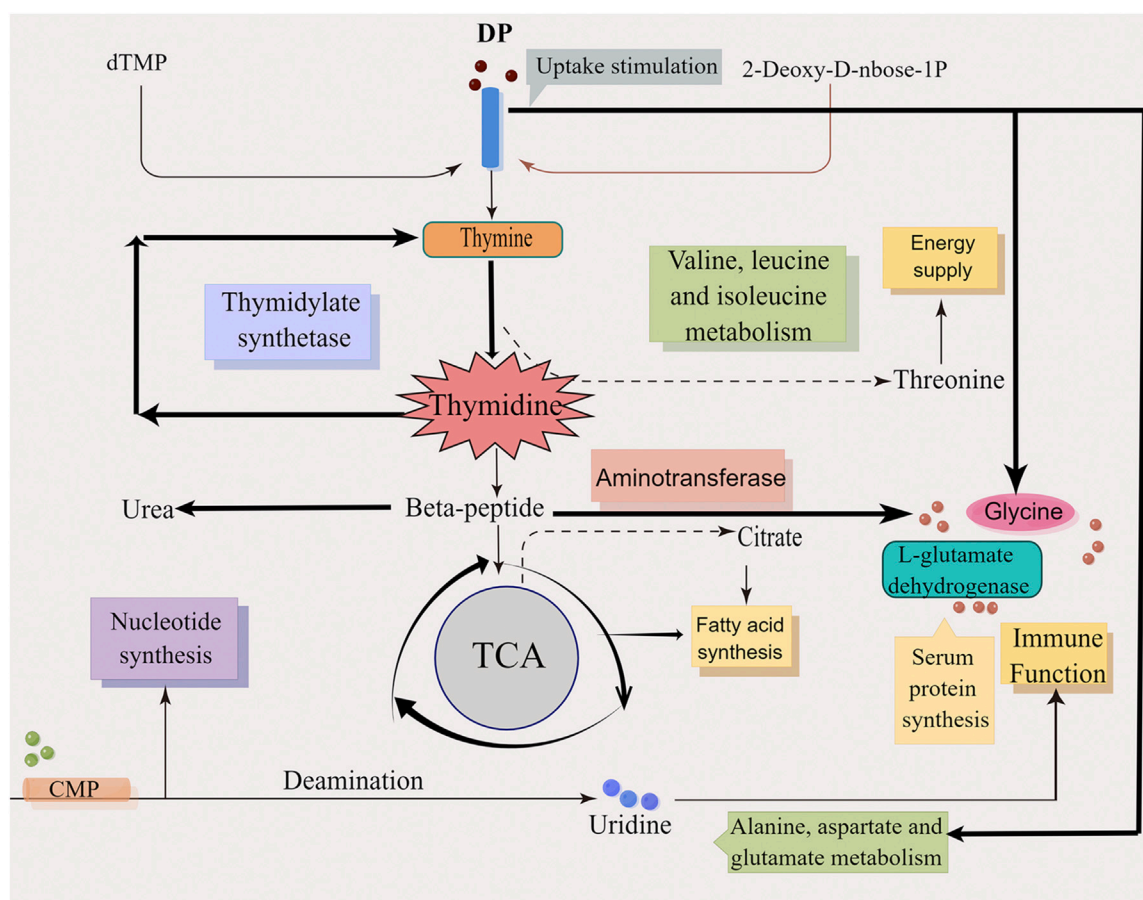 DP
dTMP
Uptake stimulation
2-Deoxy-D-nbose-1P
Thymine
Energy
supply
Valine, leucine
and isoleucine
metabolism
Thymidylate
synthetase
Threonine
Thymidine
Aminotransferase
Urea
Beta-peptide
Glycine
Citrate
L-glutamate
dehydrogenase
Nucleotide
synthesis
TCA
Fatty acid
synthesis
Immune
Function
Serum
protein
synthesis
CMP
Deamination
Uridine
Alanine, aspartate and
glutamate metabolism